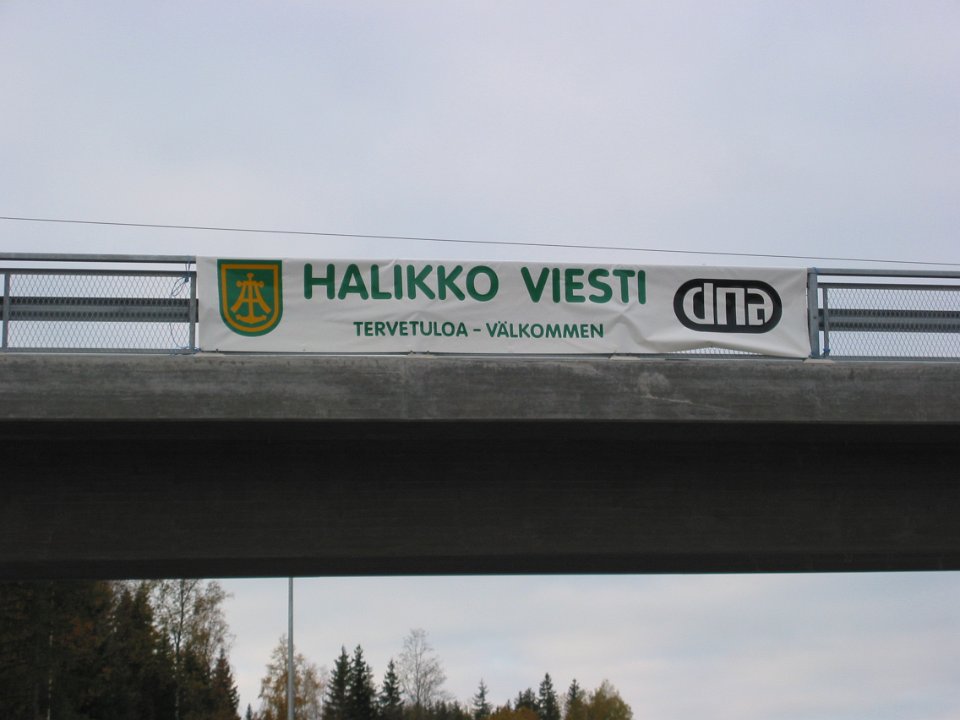 HALIKKO VIESTI
TERVETULOA - VÄLKOMMEN
dna